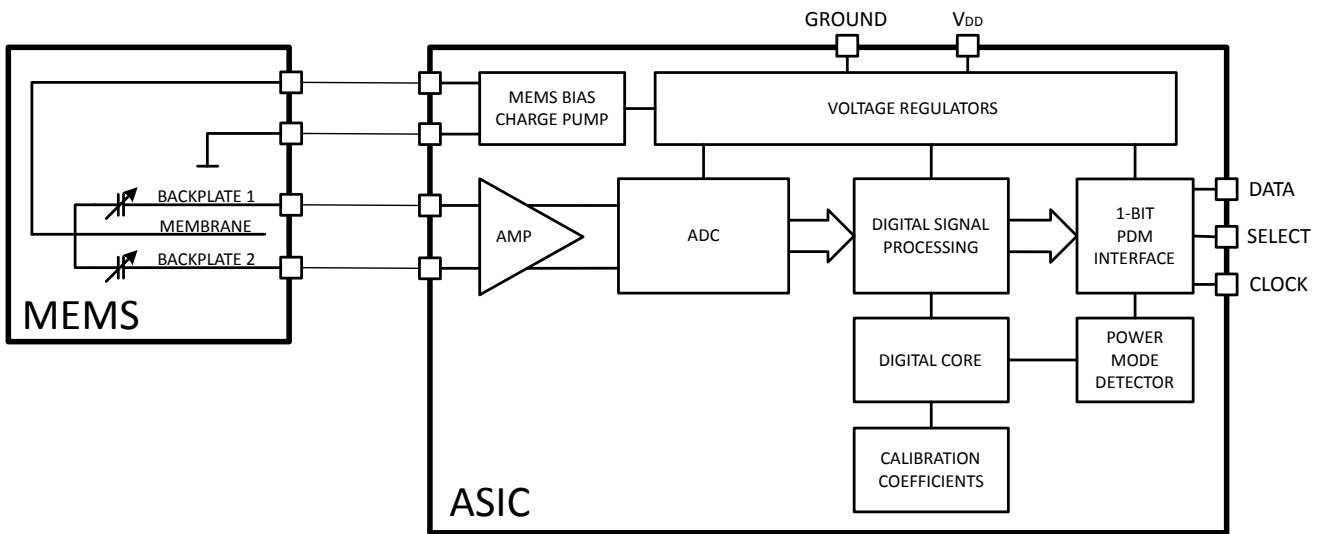 GROUND
VDD
MEMS BIAS
CHARGE PUMP
VOLTAGE REGULATORS
BACKPLATE 1
MEMBRANE
BACKPLATE 2
MEMS
AMP
ADC
DIGITAL SIGNAL
PROCESSING
1-BIT
PDM
INTERFACE
DATA
SELECT
CLOCK
DIGITAL CORE
POWER
MODE
DETECTOR
CALIBRATION
COEFFICIENTS
ASIC